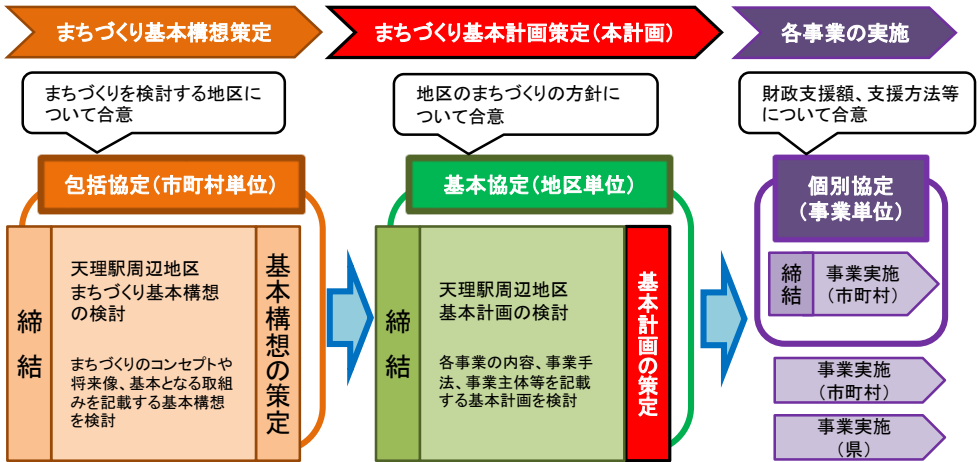 まちづくり基本構想策定
まちづくり基本計画策定(本計画)
各事業の実施
まちづくりを検討する地区に
ついて合意
地区のまちづくりの方針に
ついて合意
財政支援額、支援方法等
について合意
包括協定(市町村単位)
基本協定(地区単位)
個別協定
(事業単位)
締結
天理駅周辺地区
まちづくり基本構想
の検討
まちづくりのコンセプトや
将来像、基本となる取組
みを記載する基本構想
を検討
基本構想の策定
締結
天理駅周辺地区
基本計画の検討
各事業の内容、事業手
法、事業主体等を記載
する基本計画を検討
基本計画の策定
締結
事業実施
(市町村)
事業実施
(市町村)
事業実施
(県)